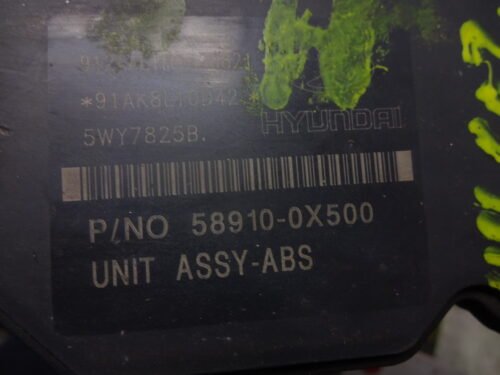 HYUNDAI
5WY7825B.
P/NO 58910-0X500
UNIT ASSY-ABS